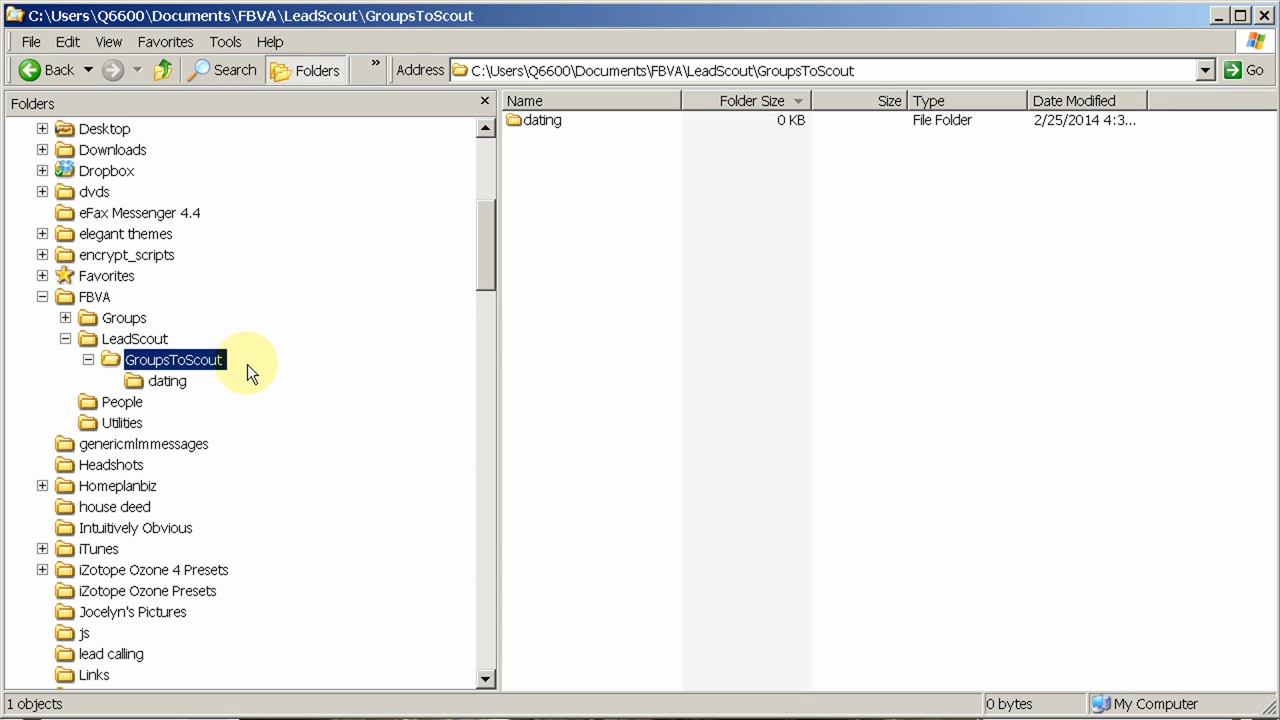 C:\Users\Q6600\Documents\FBVA\LeadScout\GroupsToScout
File Edit View Favorites Tools Help
Back Search Folders » Address C:\Users\Q6600\Documents\FBVA\LeadScout\GroupsToScout Go
Folders
Name Folder Size Size Type Date Modified
dating 0 KB File Folder 2/25/2014 4:3...
Desktop
Downloads
Dropbox
dvds
eFax Messenger 4.4
elegant themes
encrypt_scripts
Favorites
FBVA
Groups
LeadScout
GroupsToScout
dating
People
Utilities
genericmlmmessages
Headshots
Homeplanbiz
house deed
Intuitively Obvious
iTunes
iZotope Ozone 4 Presets
iZotope Ozone Presets
Jocelyn's Pictures
js
lead calling
Links
1 objects 0 bytes My Computer